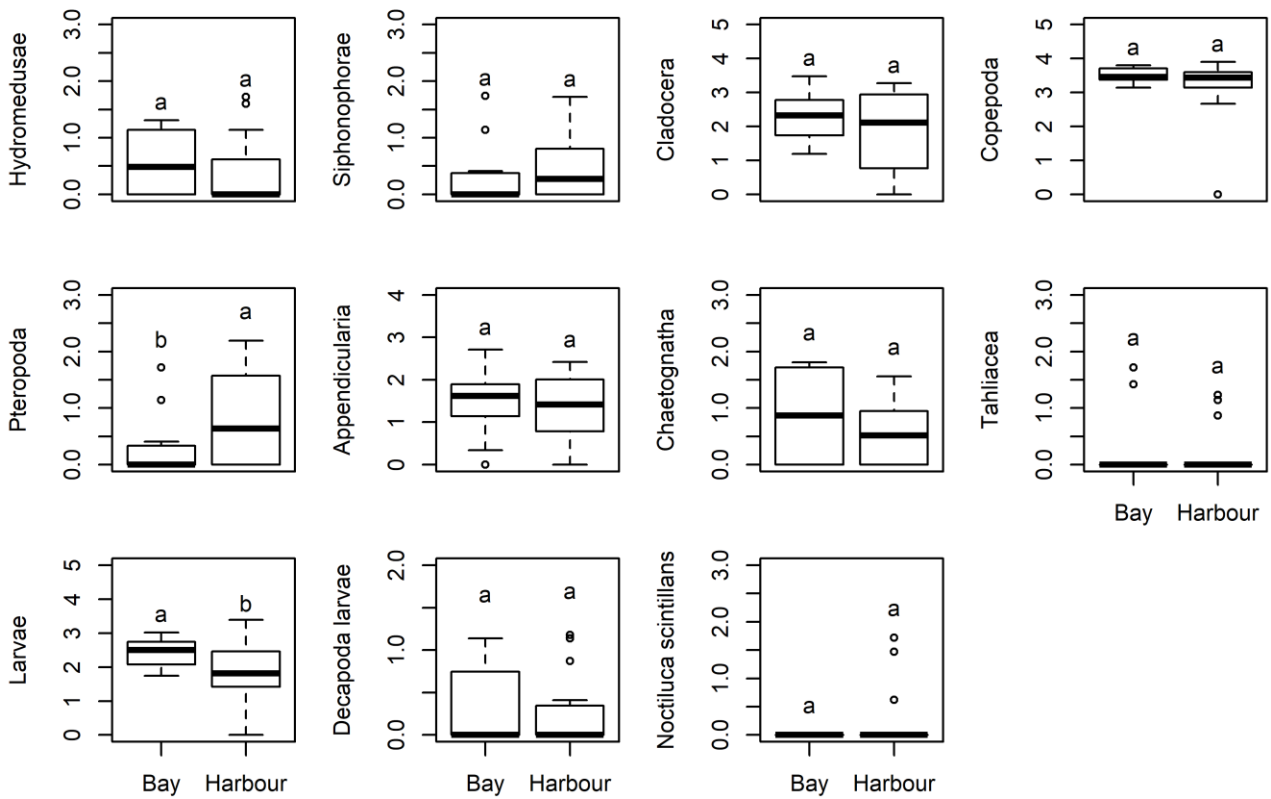 Hydromedusae
3.0
2.0
1.0
0.0
a
a
Siphonophorae
3.0
2.0
1.0
0.0
a
a
Cladocera
5
4
3
2
1
0
a
a
Copepoda
5
4
3
2
1
0
a
a
Pteropoda
3.0
2.0
1.0
0.0
b
a
Appendicularia
4
3
2
1
0
a
a
Chaetognatha
3.0
2.0
1.0
0.0
a
a
Tahliacea
3.0
2.0
1.0
0.0
a
a
Bay Harbour
Larvae
5
4
3
2
1
0
a
b
Bay Harbour
Decapoda larvae
2.0
1.0
0.0
a
a
Bay Harbour
Noctiluca scintillans
3.0
2.0
1.0
0.0
a
a
Bay Harbour